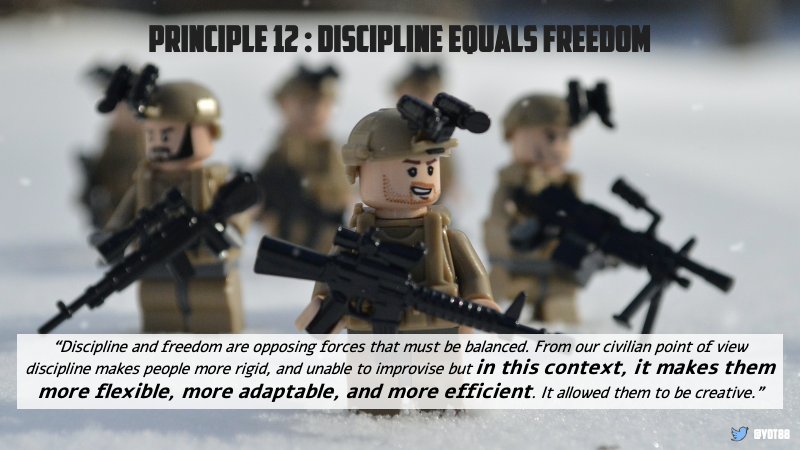 PRINCIPLE 12 : DISCIPLINE EQUALS FREEDOM
“Discipline and freedom are opposing forces that must be balanced. From our civilian point of view
discipline makes people more rigid, and unable to improvise but in this context, it makes them
more flexible, more adaptable, and more efficient. It allowed them to be creative.”
@YOT88